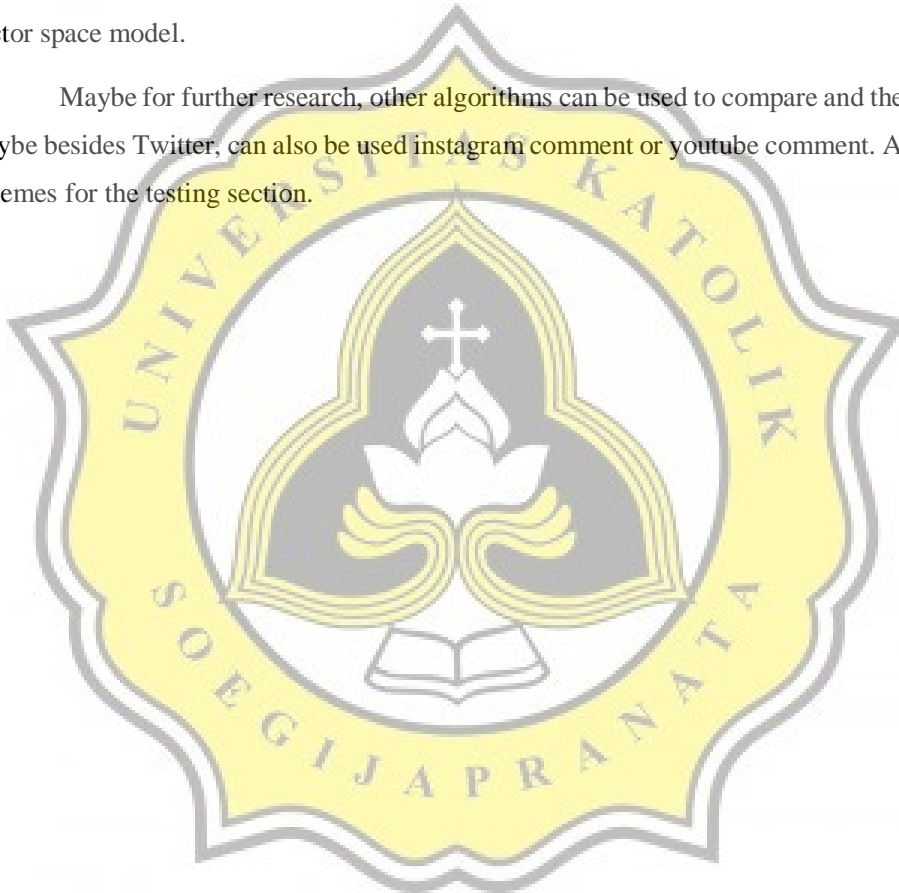 ctor space model.
Maybe for further research, other algorithms can be used to compare and the
ybe besides Twitter, can also be used instagram comment or youtube comment. A
emes for the testing section.
UNIVERSITAS KATOLIK
SOEGIJAPRANATA